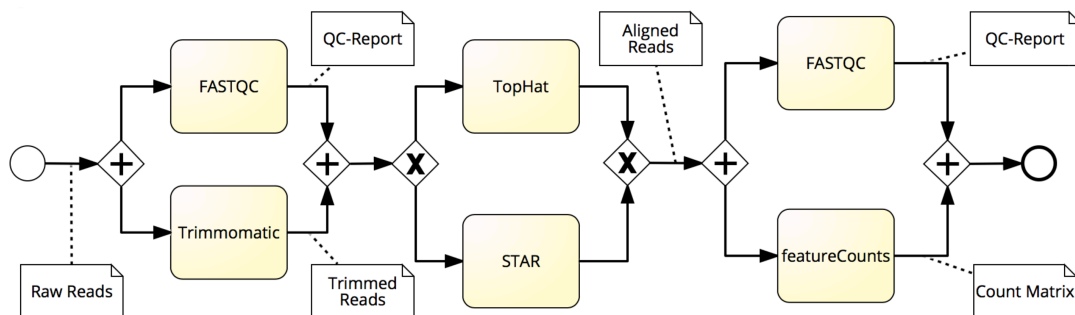 QC-Report
FASTQC
Trimmomatic
Raw Reads
Trimmed
Reads
TopHat
STAR
Aligned
Reads
FASTQC
QC-Report
featureCounts
Count Matrix